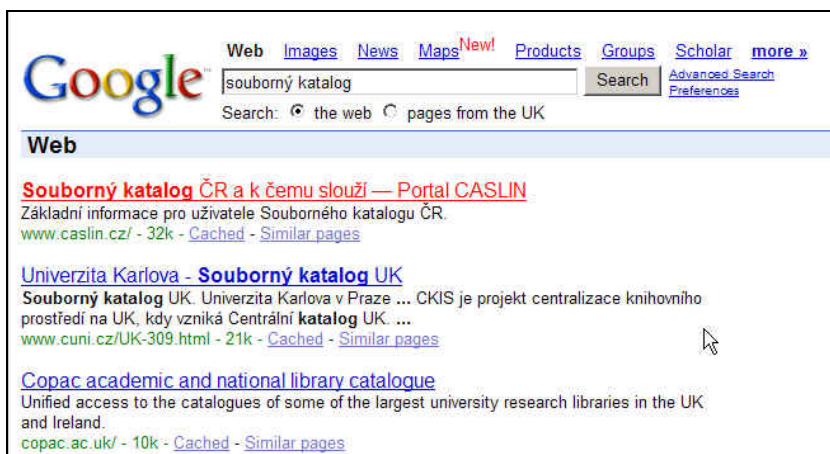 Web Images News Maps New! Products Groups Scholar more »
Google™
souborný katalog Search Advanced Search
Preferences
Search: the web pages from the UK
Web
Souborný katalog ČR a k čemu slouží — Portal CASLIN
Základní informace pro uživatele Souborného katalogu ČR.
www.caslin.cz/ - 32k - Cached - Similar pages
Univerzita Karlova - Souborný katalog UK
Souborný katalog UK. Univerzita Karlova v Praze ... CKIS je projekt centralizace knihovního
prostředí na UK, kdy vzniká Centrální katalog UK. ...
www.cuni.cz/UK-309.html - 21k - Cached - Similar pages
Copac academic and national library catalogue
Unified access to the catalogues of some of the largest university research libraries in the UK
and Ireland.
copac.ac.uk/ - 10k - Cached - Similar pages